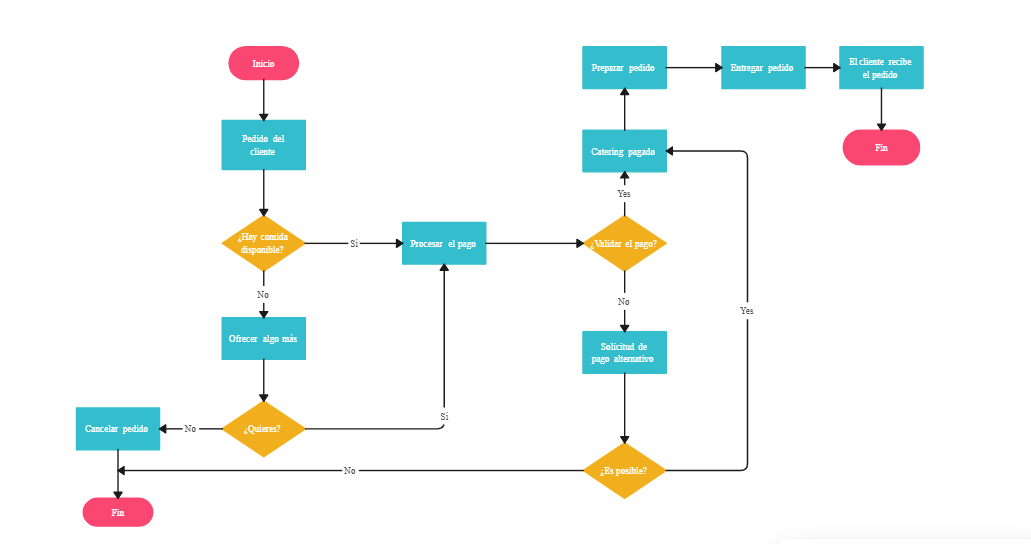 Inicio
Pedido del
cliente
¿Hay comida
disponible?
Si
Procesar el pago
No
Ofrecer algo más
¿Quieres?
No
Cancelar pedido
Si
Fin
Preparar pedido
Entregar pedido
El cliente recibe
el pedido
Fin
Catering pagado
Yes
¿Validar el pago?
No
Solicitud de
pago alternativo
¿Es posible?
Yes
No